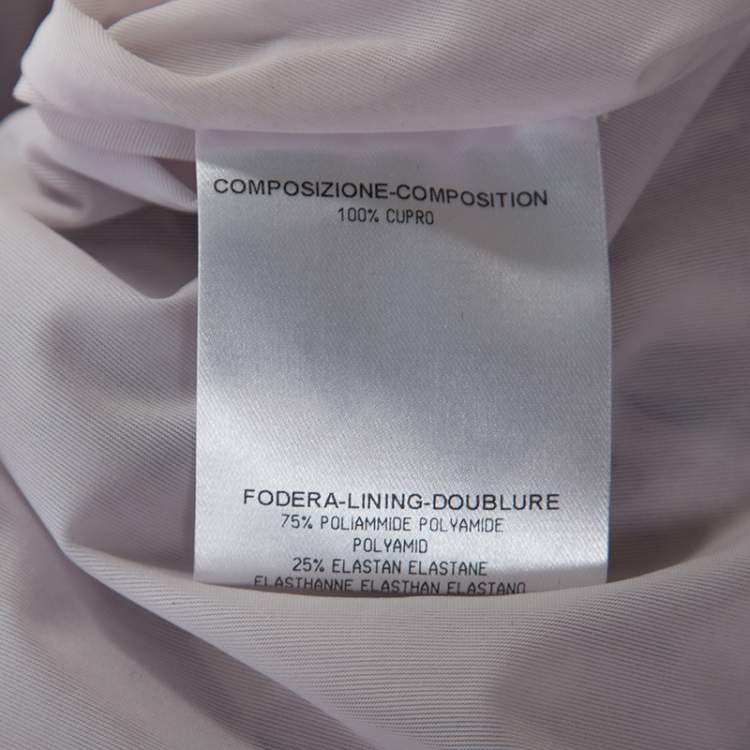 COMPOSIZIONE-COMPOSITION
100% CUPRO
FODERA-LINING-DOUBLURE
75% POLIAMMIDE POLYAMIDE
POLYAMID
25% ELASTAN ELASTANE
ELASTHANNE ELASTHAN ELASTANO